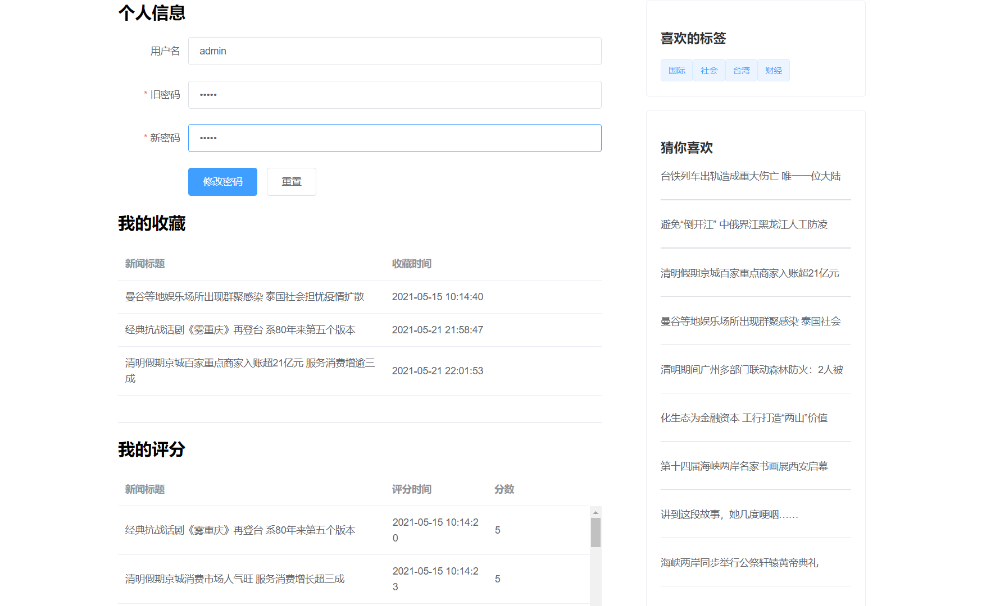 个人信息
用户名
admin
* 旧密码
•••••
* 新密码
•••••
修改密码
重置
我的收藏
新闻标题 收藏时间
曼谷等地娱乐场所出现群聚感染 泰国社会担忧疫情扩散 2021-05-15 10:14:40
经典抗战话剧《雾重庆》再登台 系80年来第五个版本 2021-05-21 21:58:47
清明假期京城百家重点商家入账超21亿元 服务消费增逾三
成
2021-05-21 22:01:53
我的评分
新闻标题 评分时间 分数
经典抗战话剧《雾重庆》再登台 系80年来第五个版本
2021-05-15 10:14:2
0
5
清明假期京城消费市场人气旺 服务消费增长超三成
2021-05-15 10:14:2
3
5
喜欢的标签
国际 社会 台湾 财经
猜你喜欢
台铁列车出轨造成重大伤亡 唯一一位大陆
避免“倒开江” 中俄界江黑龙江人工防凌
清明假期京城百家重点商家入账超21亿元
曼谷等地娱乐场所出现群聚感染 泰国社会
清明期间广州多部门联动森林防火：2人被
化生态为金融资本 工行打造“两山”价值
第十四届海峡两岸名家书画展西安启幕
讲到这段故事，她几度哽咽……
海峡两岸同步举行公祭轩辕黄帝典礼